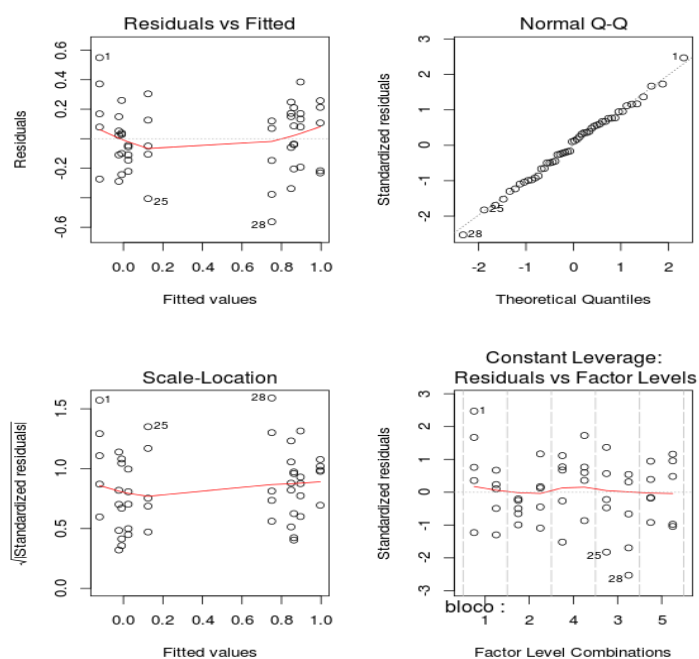 Residuals vs Fitted
Residuals
0.6
0.2
-0.2
-0.6
1
25
28
0.0 0.2 0.4 0.6 0.8 1.0
Fitted values
Normal Q-Q
Standardized residuals
3
2
1
0
-1
-2
1
25
28
-2 -1 0 1 2
Theoretical Quantiles
Scale-Location
√|Standardized residuals|
1.5
1.0
0.5
0.0
1
25
28
0.0 0.2 0.4 0.6 0.8 1.0
Fitted values
Constant Leverage:
Residuals vs Factor Levels
Standardized residuals
3
2
1
0
-1
-2
-3
1
25
28
bloco :
1 2 4 3 5
Factor Level Combinations